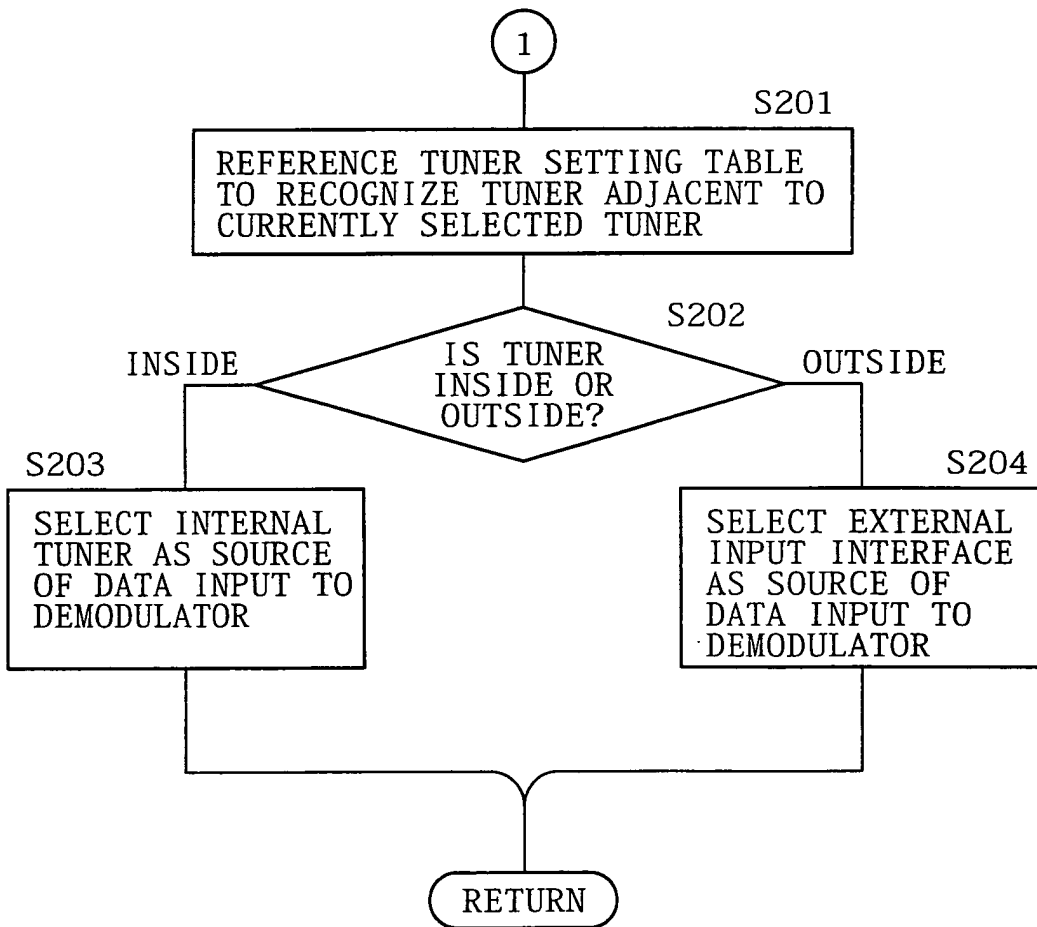 1
S201
REFERENCE TUNER SETTING TABLE
TO RECOGNIZE TUNER ADJACENT TO
CURRENTLY SELECTED TUNER
S202
IS TUNER
INSIDE OR
OUTSIDE?
INSIDE
OUTSIDE
S203
SELECT INTERNAL
TUNER AS SOURCE
OF DATA INPUT TO
DEMODULATOR
S204
SELECT EXTERNAL
INPUT INTERFACE
AS SOURCE OF
DATA INPUT TO
DEMODULATOR
RETURN